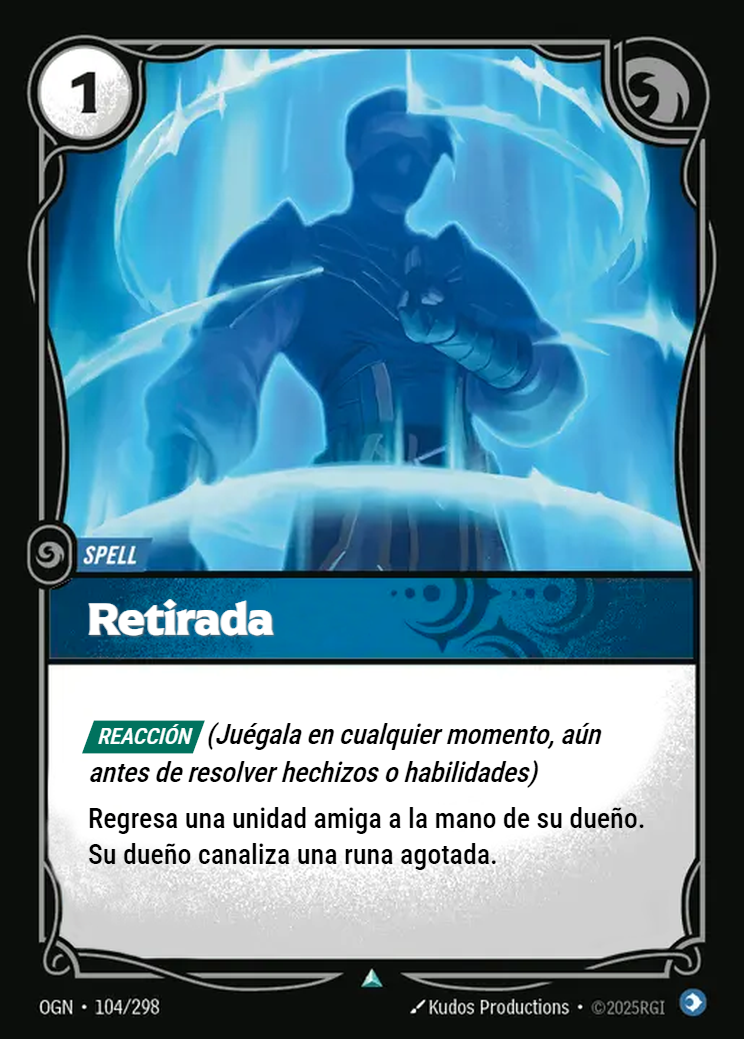 1
SPELL
Retirada
REACCIÓN (Juégala en cualquier momento, aún
antes de resolver hechizos o habilidades)
Regresa una unidad amiga a la mano de su dueño.
Su dueño canaliza una runa agotada.
OGN • 104/298
Kudos Productions • ©2025RGI